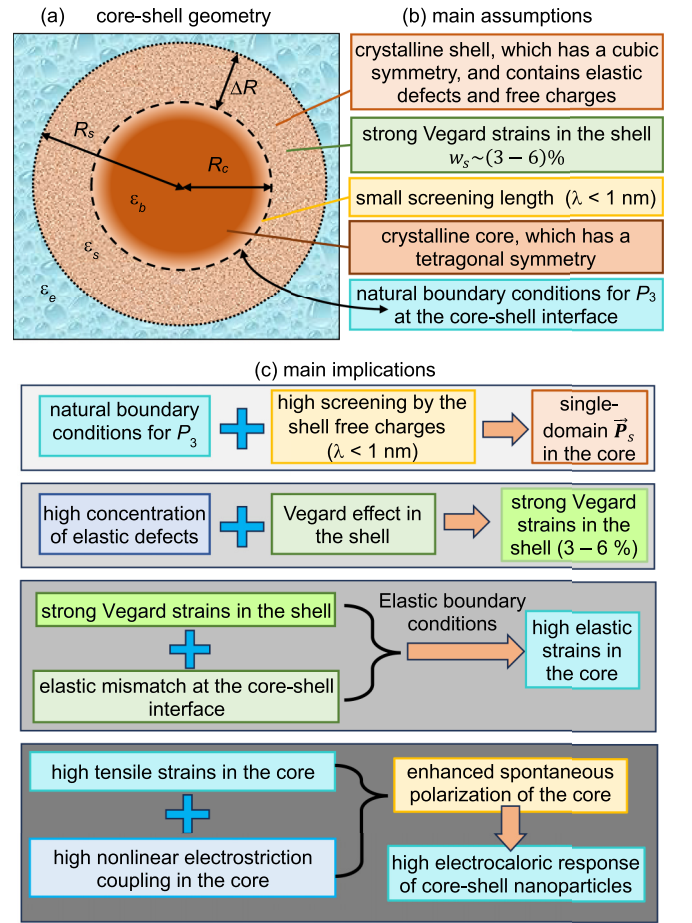 (a) core-shell geometry
ΔR
R_s
R_c
ε_b
ε_s
ε_e
(b) main assumptions
crystalline shell, which has a cubic
symmetry, and contains elastic
defects and free charges
strong Vegard strains in the shell
w_s~(3 − 6)%
small screening length (λ < 1 nm)
crystalline core, which has a
tetragonal symmetry
natural boundary conditions for P_3
at the core-shell interface
(c) main implications
natural boundary
conditions for P_3
high screening by the
shell free charges
(λ < 1 nm)
single-
domain P⃗_s
in the core
high concentration
of elastic defects
Vegard effect in
the shell
strong Vegard
strains in the
shell (3 – 6 %)
strong Vegard strains in the shell
elastic mismatch at the core-shell
interface
Elastic boundary
conditions
high elastic
strains in
the core
high tensile strains in the core
high nonlinear electrostriction
coupling in the core
enhanced spontaneous
polarization of the core
high electrocaloric response
of core-shell nanoparticles